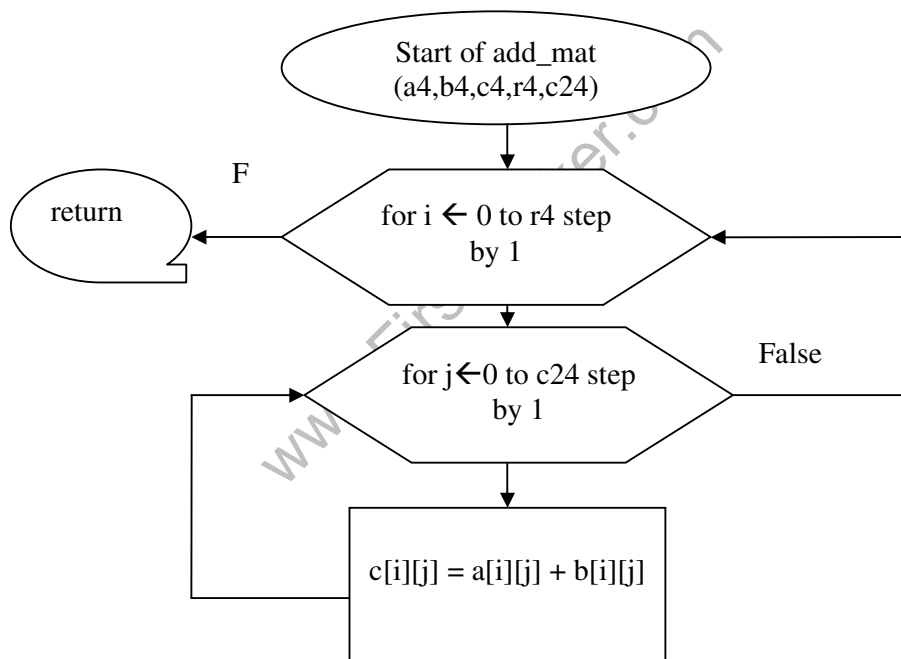 Start of add_mat
(a4,b4,c4,r4,c24)
F
return
for i ← 0 to r4 step
by 1
False
for j←0 to c24 step
by 1
c[i][j] = a[i][j] + b[i][j]